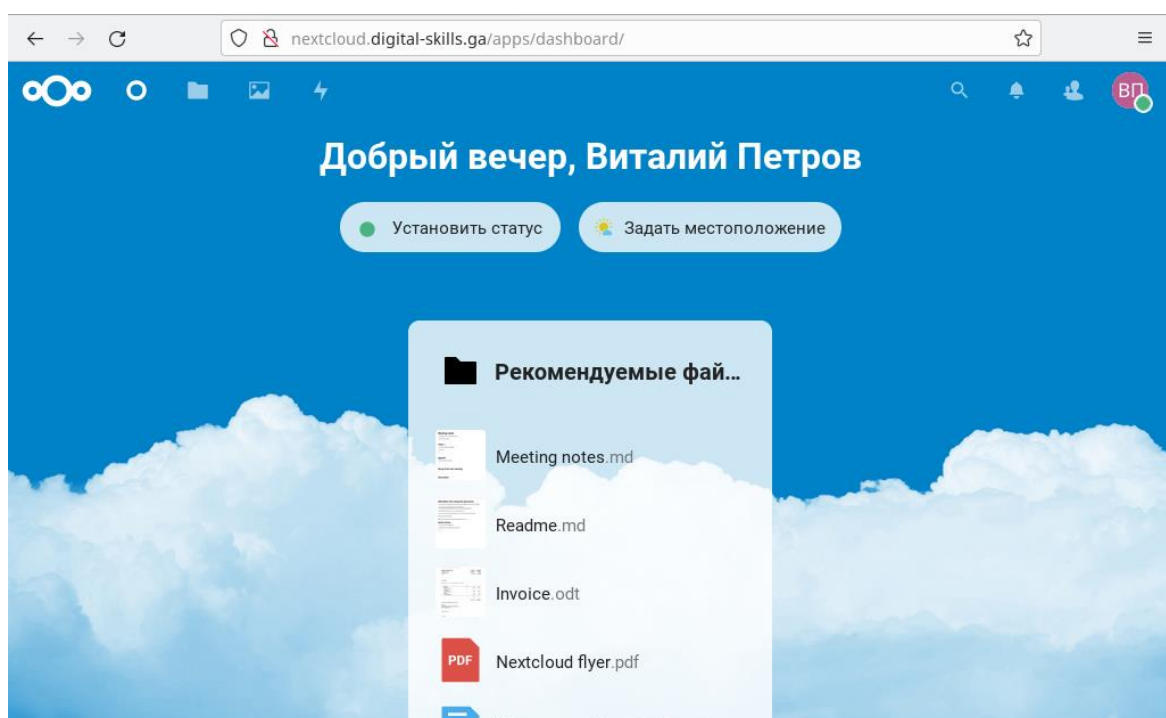 nextcloud.digital-skills.ga/apps/dashboard/
ВП
Добрый вечер, Виталий Петров
Установить статус
Задать местоположение
Рекомендуемые фай...
Meeting notes.md
Readme.md
Invoice.odt
PDF
Nextcloud flyer.pdf